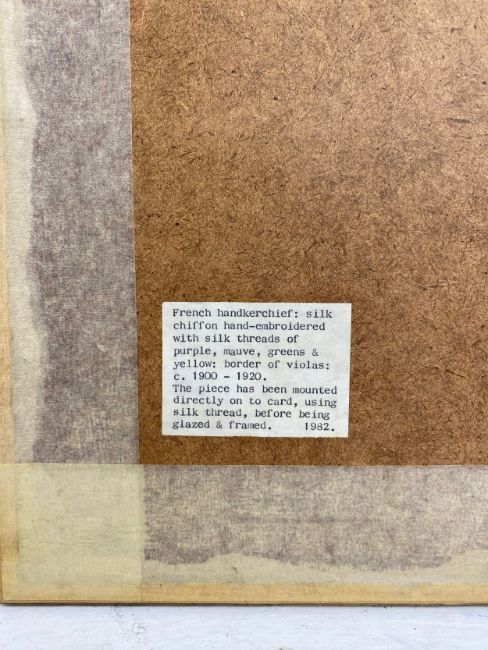 French handkerchief: silk
chiffon hand-embroidered
with silk threads of
purple, mauve, greens &
yellow: border of violas:
c. 1900 - 1920.
The piece has been mounted
directly on to card, using
silk thread, before being
glazed & framed. 1982.